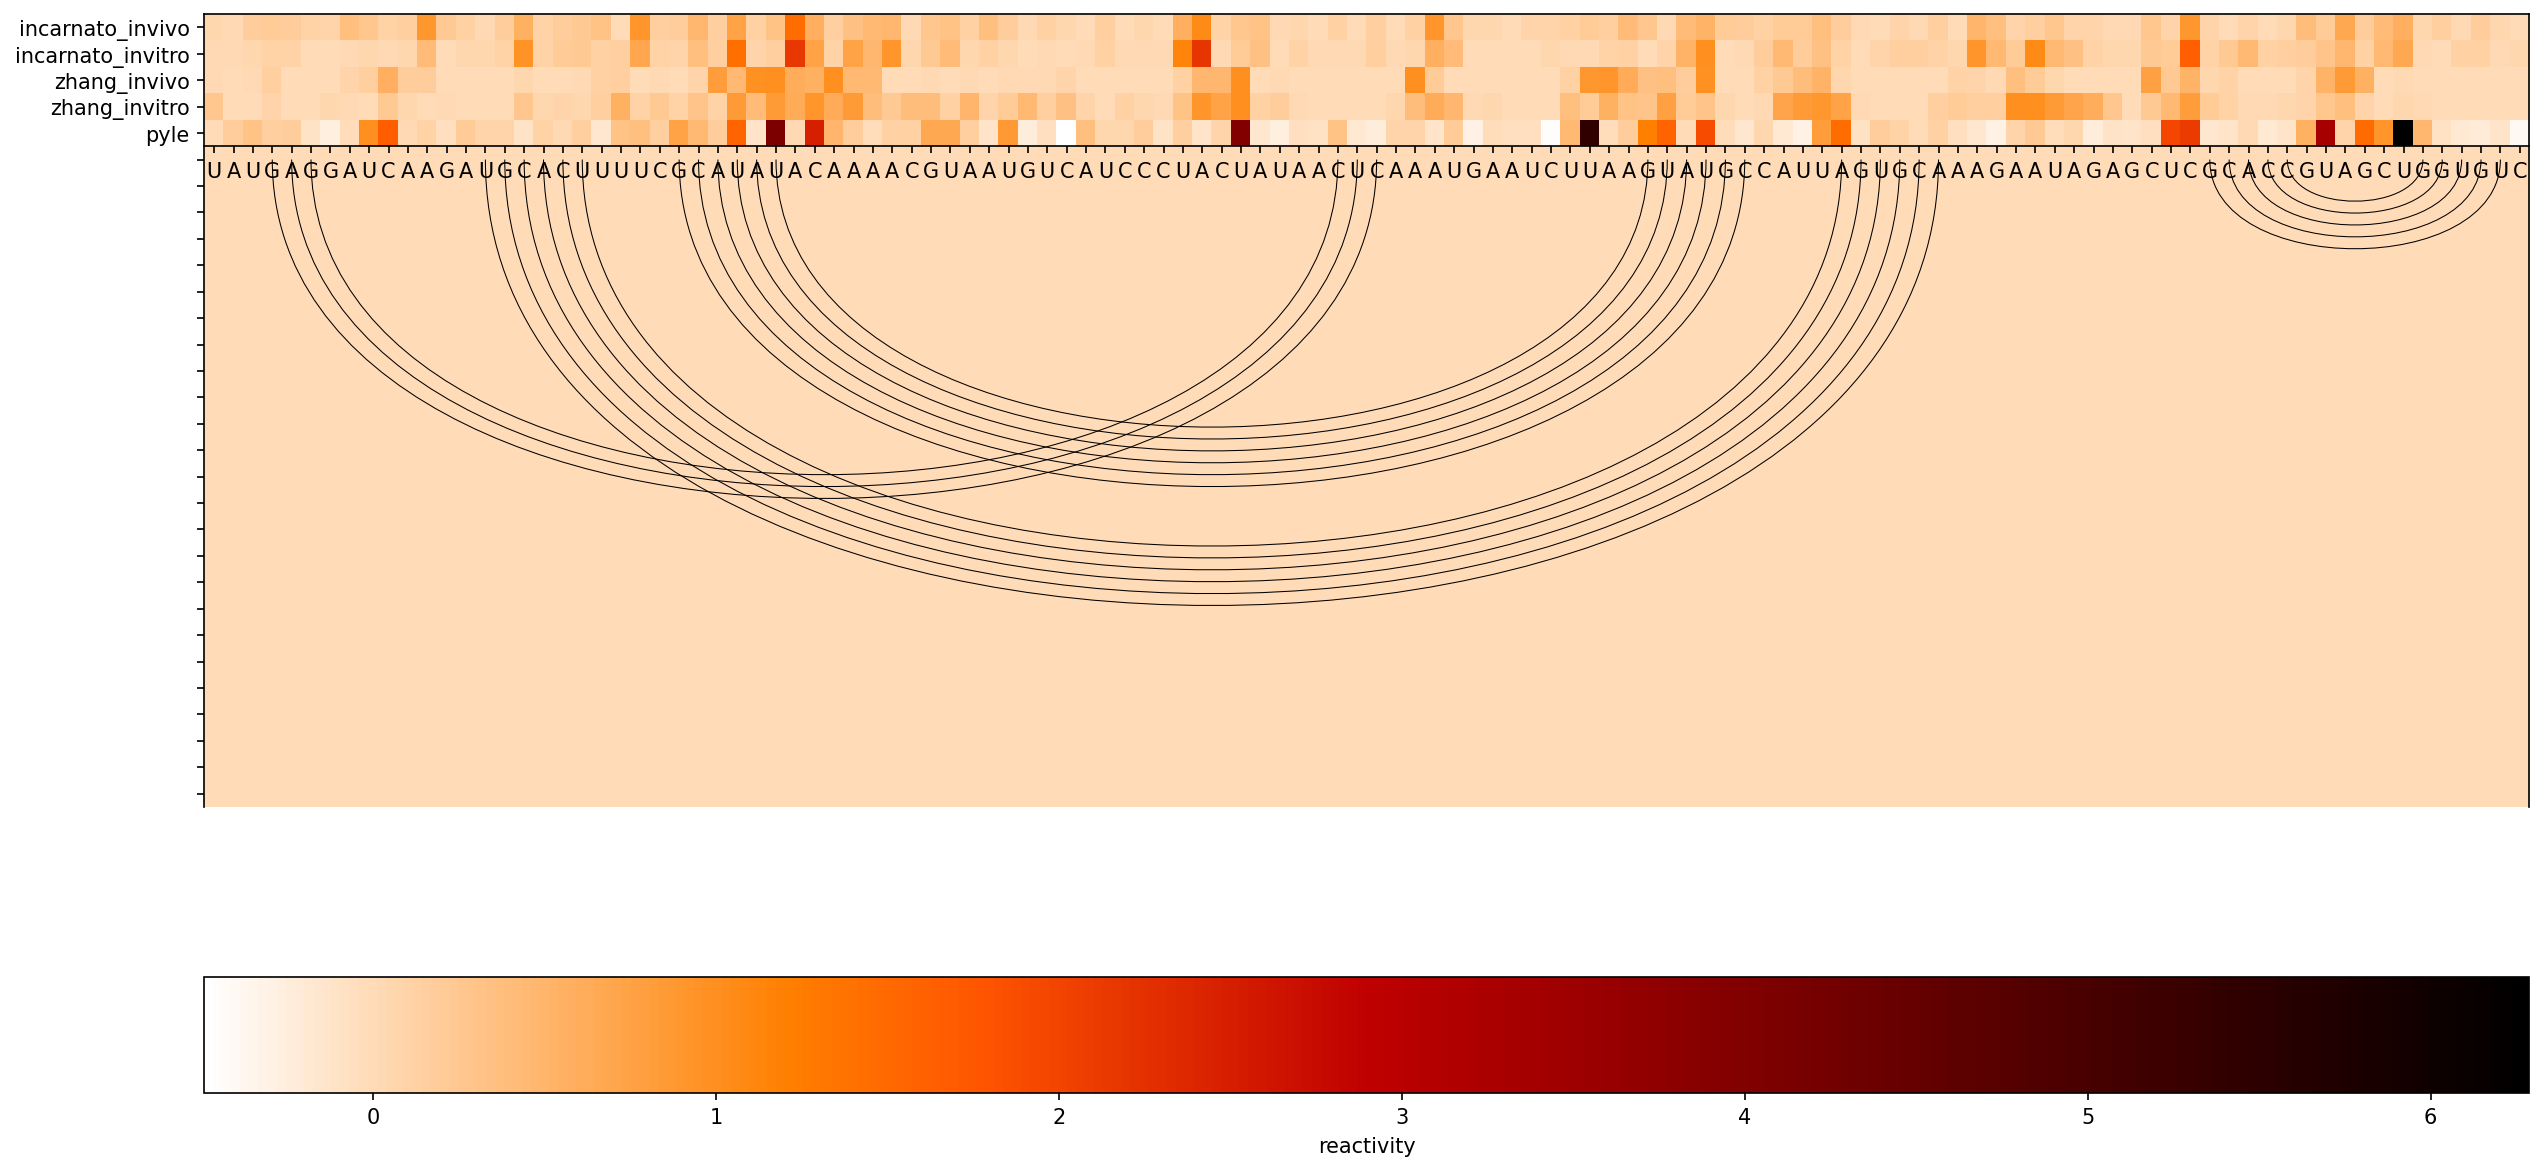 incarnato_invivo
incarnato_invitro
zhang_invivo
zhang_invitro
pyle
U A U G A G G A U C A A G A U G C A C U U U U C G C A U A U A C A A A A C G U A A U G U C A U C C C U A C U A U A A C U C A A A U G A A U C U U A A G U A U G C C A U U A G U G C A A A G A A U A G A G C U C G C A C C G U A G C U G G U G U C
0 1 2 3 4 5 6
reactivity